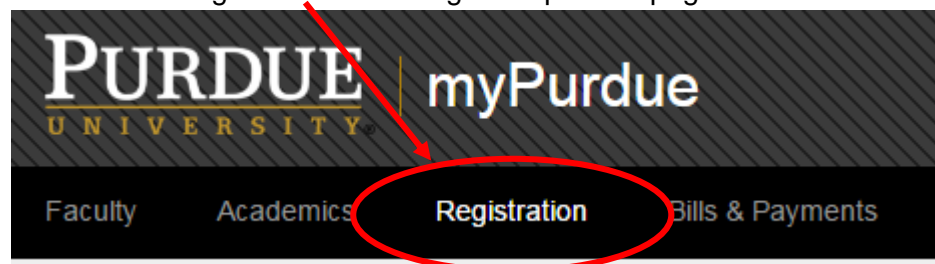 PURDUE
UNIVERSITY®
myPurdue
Faculty Academics Registration Bills & Payments